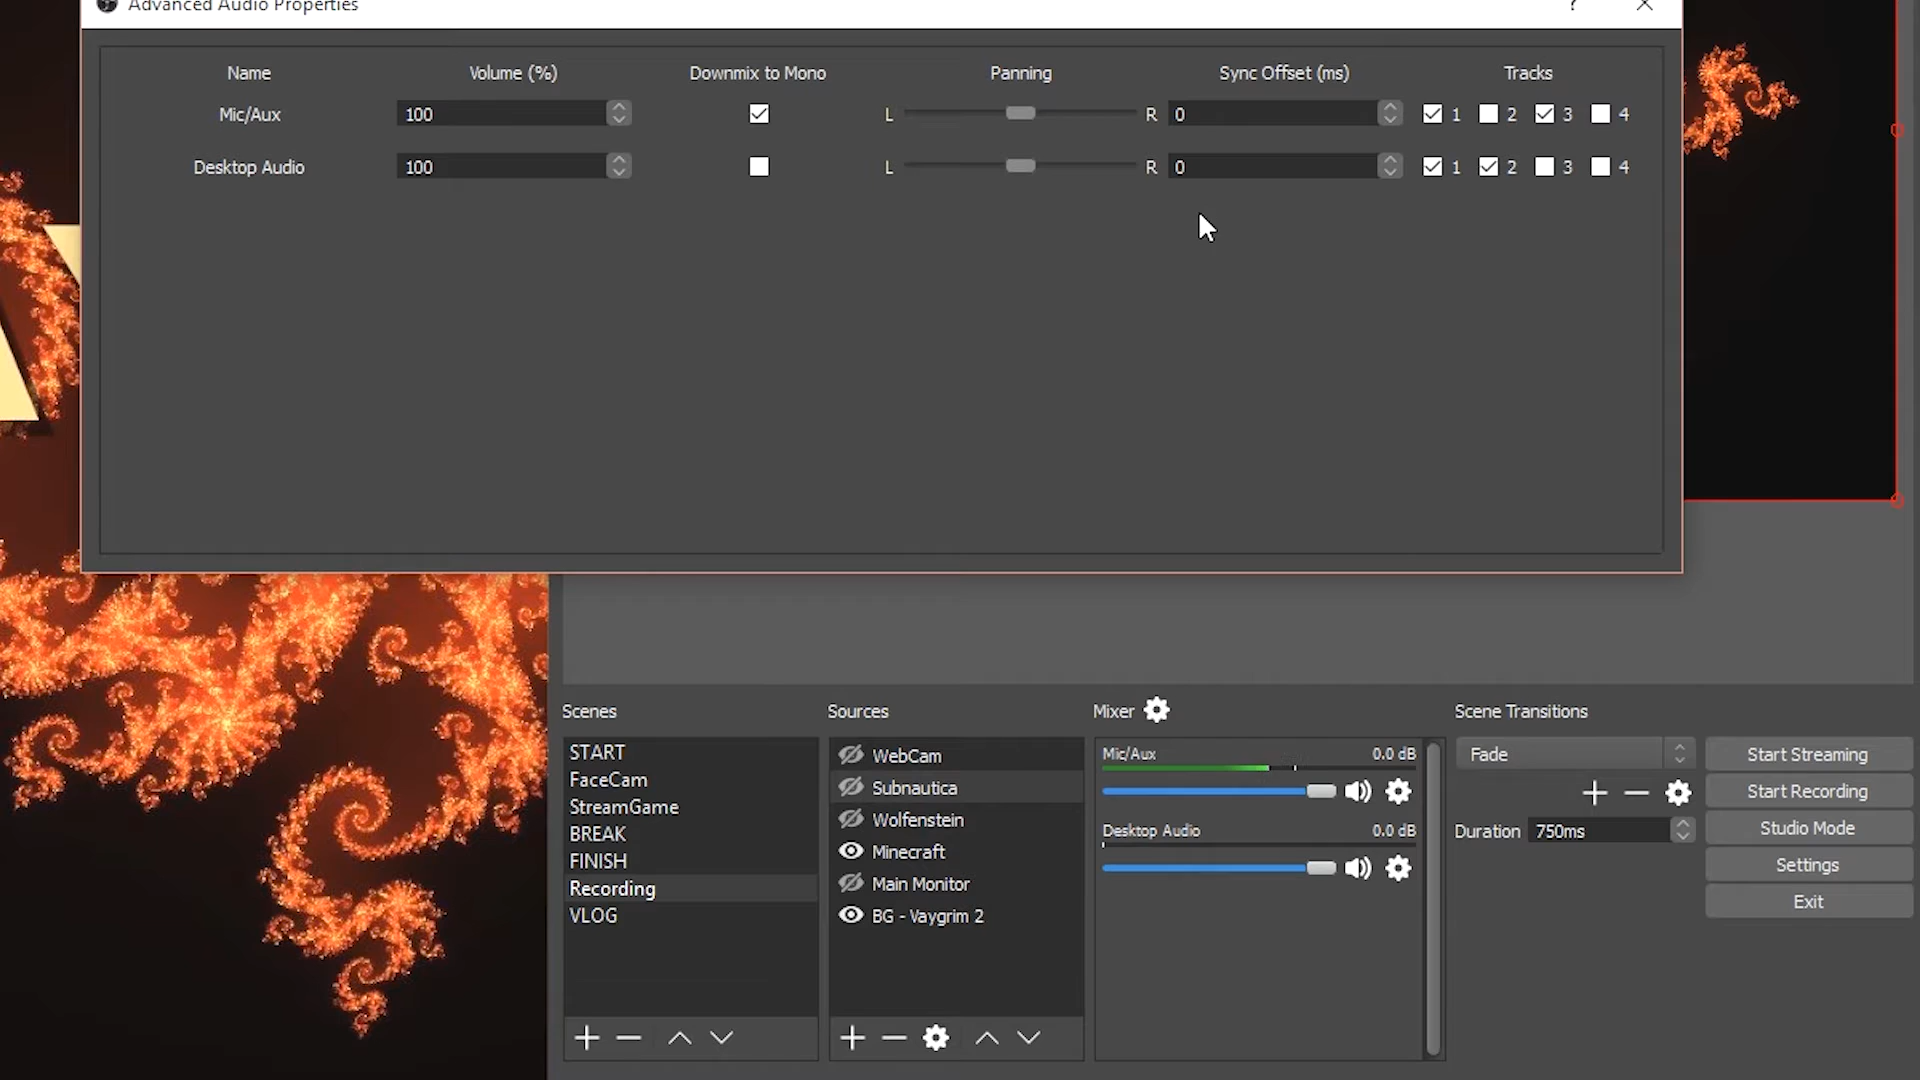 Advanced Audio Properties ?
Name Volume (%) Downmix to Mono Panning Sync Offset (ms) Tracks
Mic/Aux 100 L R 0 1 2 3 4
Desktop Audio 100 L R 0 1 2 3 4
Scenes
START
FaceCam
StreamGame
BREAK
FINISH
Recording
VLOG
Sources
WebCam
Subnautica
Wolfenstein
Minecraft
Main Monitor
BG - Vaygrim 2
Mixer
Mic/Aux 0.0 dB
Desktop Audio 0.0 dB
Scene Transitions
Fade
Duration 750ms
Start Streaming
Start Recording
Studio Mode
Settings
Exit